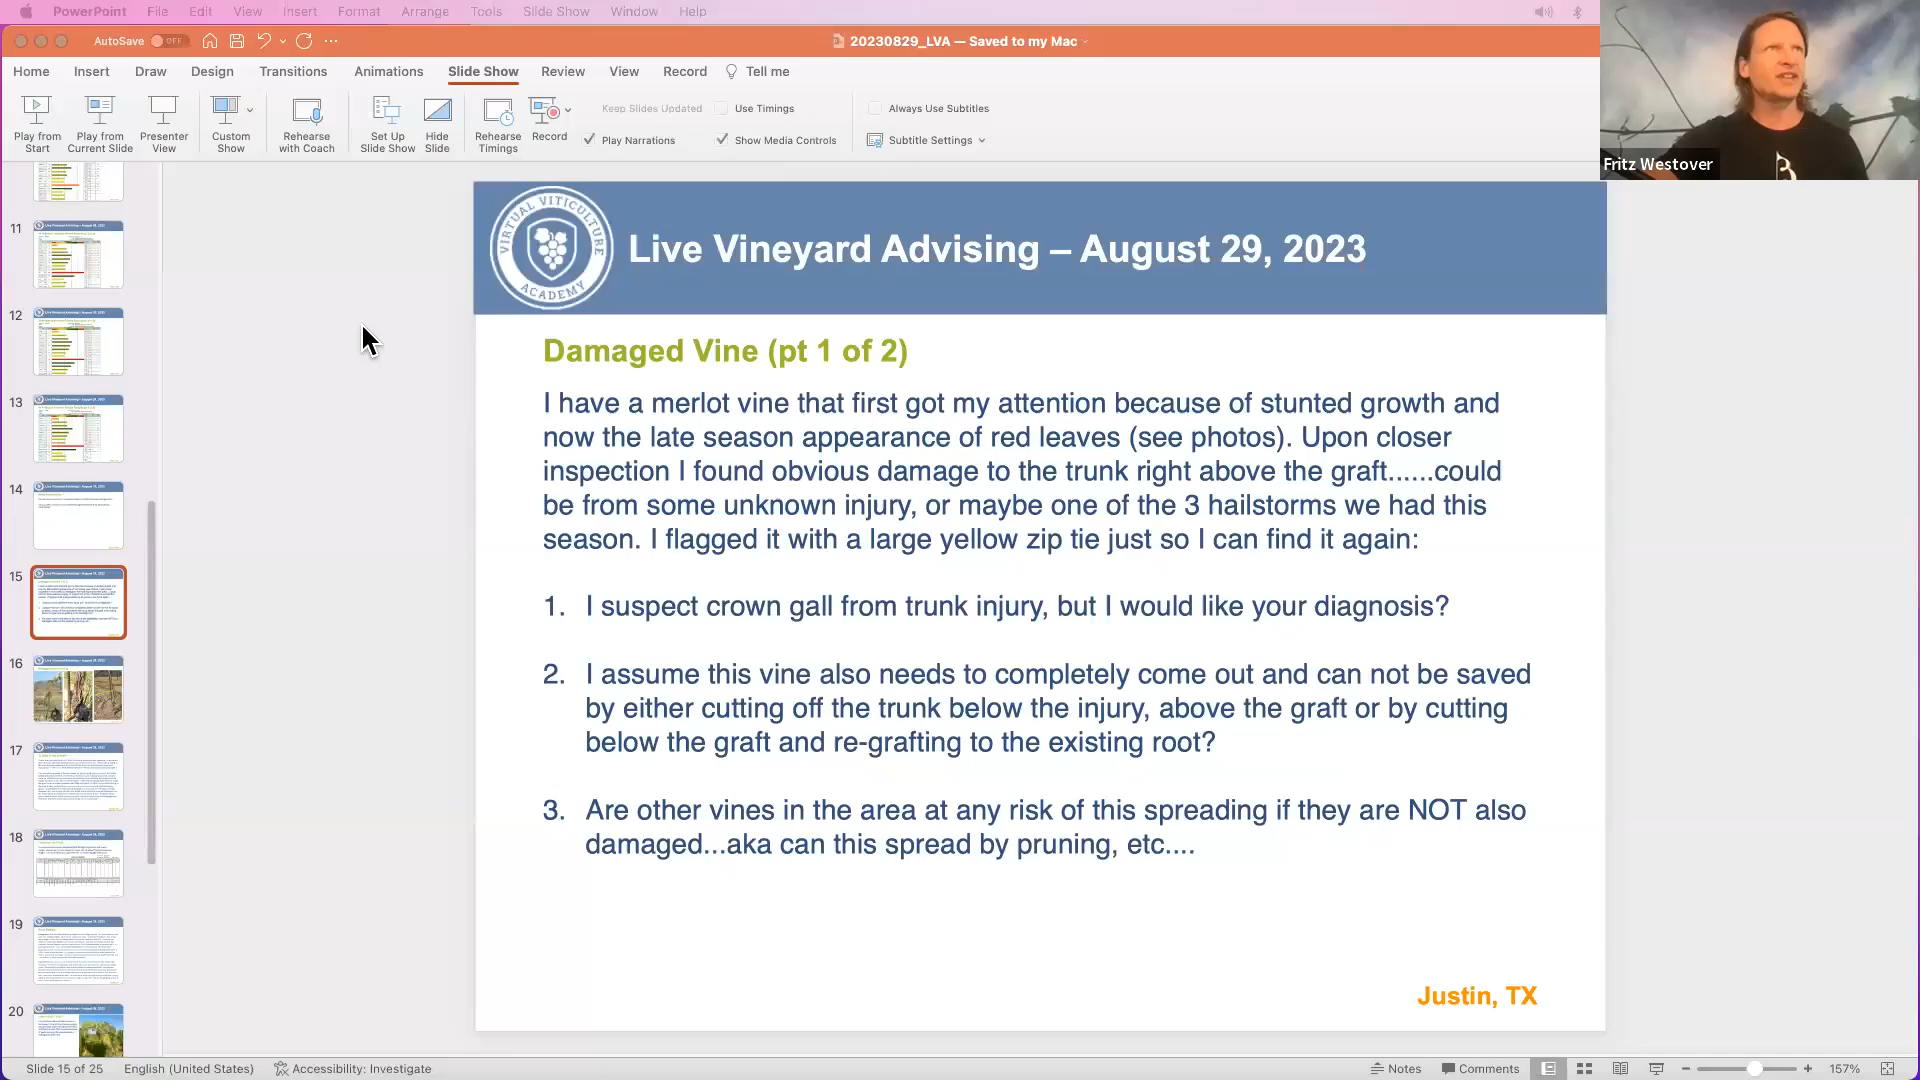 PowerPoint File Edit View Insert Format Arrange Tools Slide Show Window Help
AutoSave OFF
20230829_LVA — Saved to my Mac
Home Insert Draw Design Transitions Animations Slide Show Review View Record Tell me
Play from Start
Play from Current Slide
Presenter View
Custom Show
Rehearse with Coach
Set Up Slide Show
Hide Slide
Rehearse Timings
Record
Keep Slides Updated
Use Timings
Always Use Subtitles
Play Narrations
Show Media Controls
Subtitle Settings
Fritz Westover
11
12
13
14
15
16
17
18
19
20
VIRTUAL VITICULTURE
ACADEMY
Live Vineyard Advising – August 29, 2023
Damaged Vine (pt 1 of 2)
I have a merlot vine that first got my attention because of stunted growth and
now the late season appearance of red leaves (see photos). Upon closer
inspection I found obvious damage to the trunk right above the graft......could
be from some unknown injury, or maybe one of the 3 hailstorms we had this
season. I flagged it with a large yellow zip tie just so I can find it again:
1. I suspect crown gall from trunk injury, but I would like your diagnosis?
2. I assume this vine also needs to completely come out and can not be saved
by either cutting off the trunk below the injury, above the graft or by cutting
below the graft and re-grafting to the existing root?
3. Are other vines in the area at any risk of this spreading if they are NOT also
damaged...aka can this spread by pruning, etc....
Justin, TX
Slide 15 of 25 English (United States) Accessibility: Investigate Notes Comments 157%